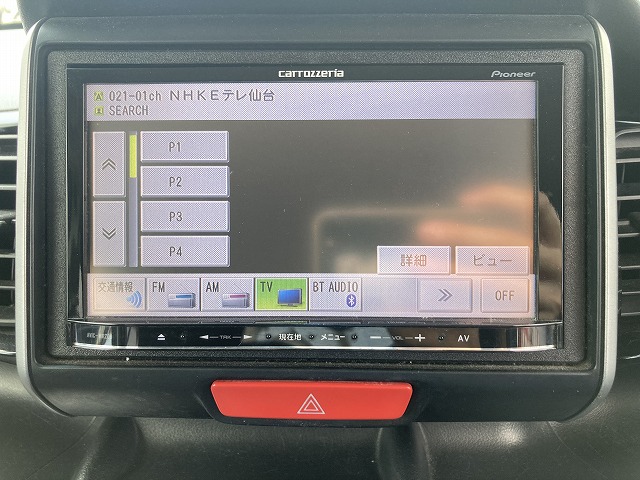 carrozzeria
Pioneer
021-01ch NHKEテレ仙台
SEARCH
P1
P2
P3
P4
詳細 ビュー
交通情報 FM AM TV BT AUDIO OFF
TRK 現在地 メニュー VOL AV